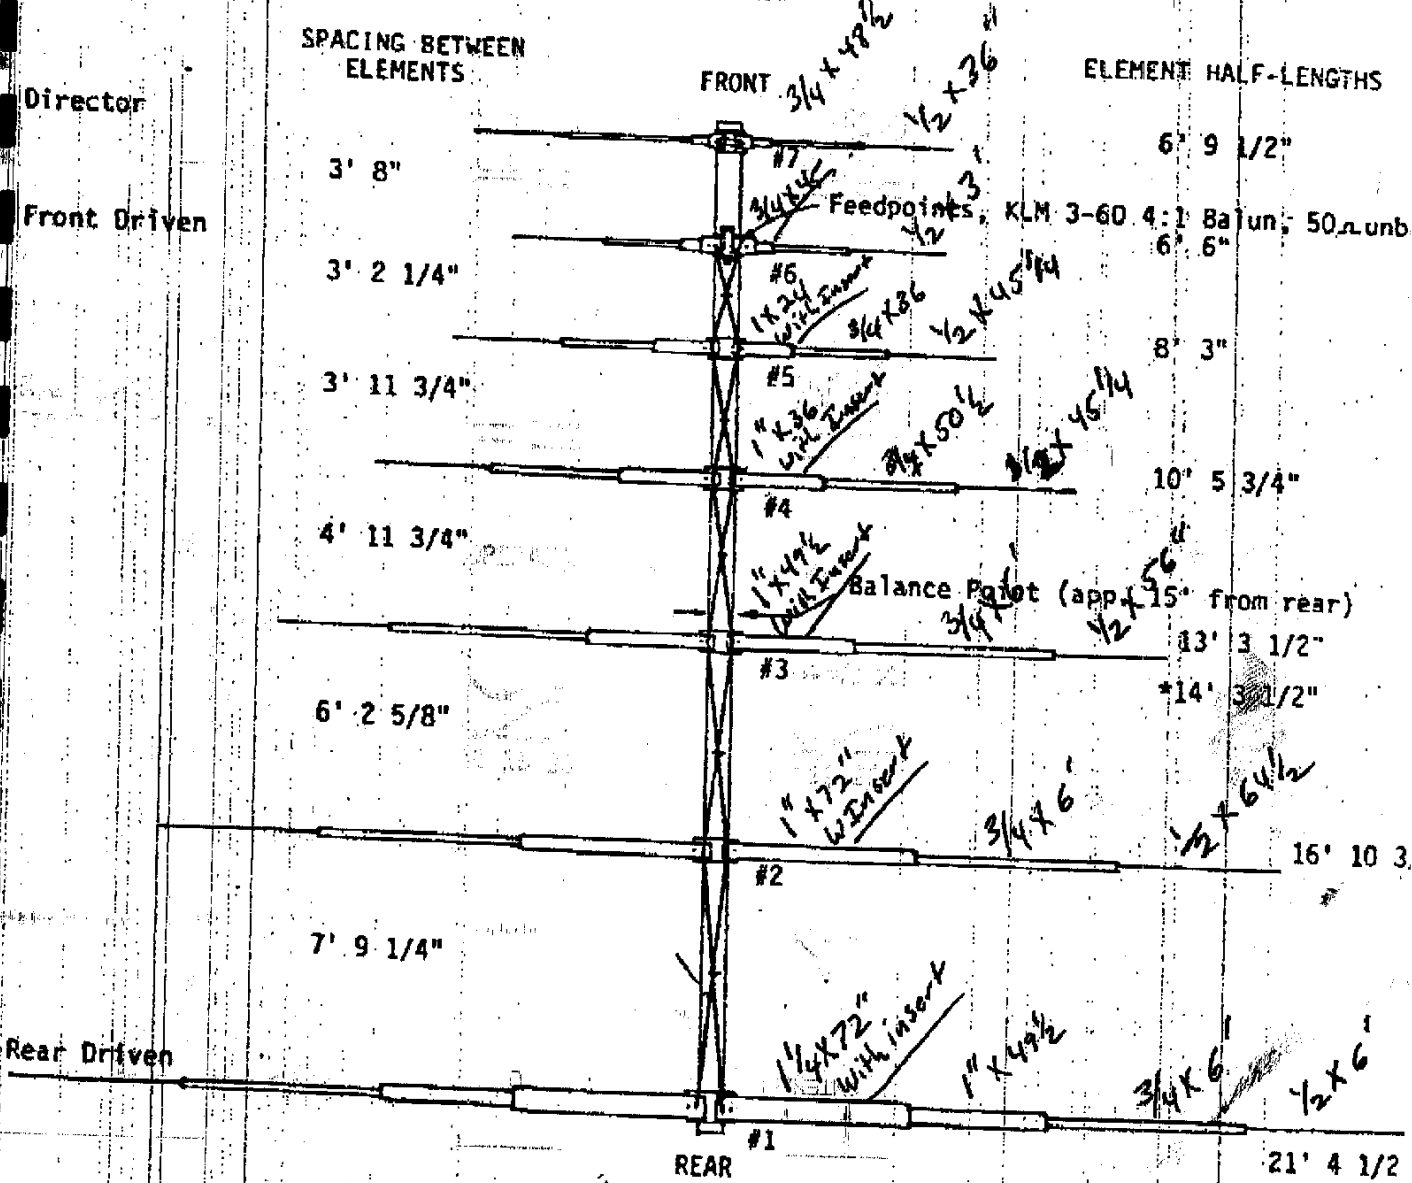 SPACING BETWEEN
ELEMENTS
FRONT
3/4 X 48 1/2
1/2 X 36"
ELEMENT HALF-LENGTHS
Director
#7
6' 9 1/2"
3' 8"
Front Driven
Feedpoints, KLM 3-60 4:1 Balun, 50Ωunb
1/2 X 3'
6' 6"
#6
3' 2 1/4"
1 X 24
with Insert
3/4 X 36
1/2 X 45 1/4
8' 3"
#5
3' 11 3/4"
1" X 36
with Insert
3/4 X 50 1/2
1/2 X 45 1/4
10' 5 3/4"
#4
4' 11 3/4"
1" X 49 1/2
with Insert
Balance Point (app. 15' from rear)
3/4 X 6'
1/2 X 56"
13' 3 1/2"
#3
*14' 3 1/2"
6' 2 5/8"
1" X 72"
W Insert
3/4 X 6'
1/2 X 64 1/2
16' 10 3/
#2
7' 9 1/4"
1 1/4 X 72"
with insert
1" X 49 1/2
3/4 X 6'
1/2 X 6'
Rear Driven
#1
REAR
21' 4 1/2